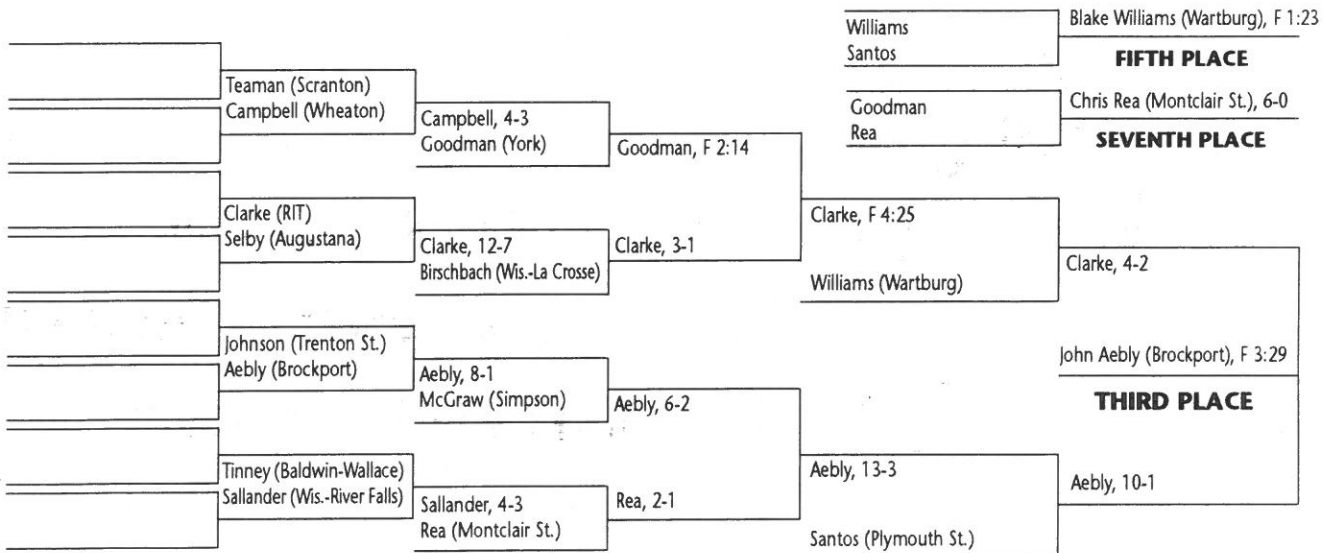 Williams
Santos
Blake Williams (Wartburg), F 1:23
FIFTH PLACE
Goodman
Rea
Chris Rea (Montclair St.), 6-0
SEVENTH PLACE
Teaman (Scranton)
Campbell (Wheaton)
Clarke (RIT)
Selby (Augustana)
Johnson (Trenton St.)
Aebly (Brockport)
Tinney (Baldwin-Wallace)
Sallander (Wis.-River Falls)
Campbell, 4-3
Goodman (York)
Clarke, 12-7
Birschbach (Wis.-La Crosse)
Aebly, 8-1
McGraw (Simpson)
Sallander, 4-3
Rea (Montclair St.)
Goodman, F 2:14
Clarke, 3-1
Aebly, 6-2
Rea, 2-1
Clarke, F 4:25
Williams (Wartburg)
Aebly, 13-3
Santos (Plymouth St.)
Clarke, 4-2
Aebly, 10-1
John Aebly (Brockport), F 3:29
THIRD PLACE